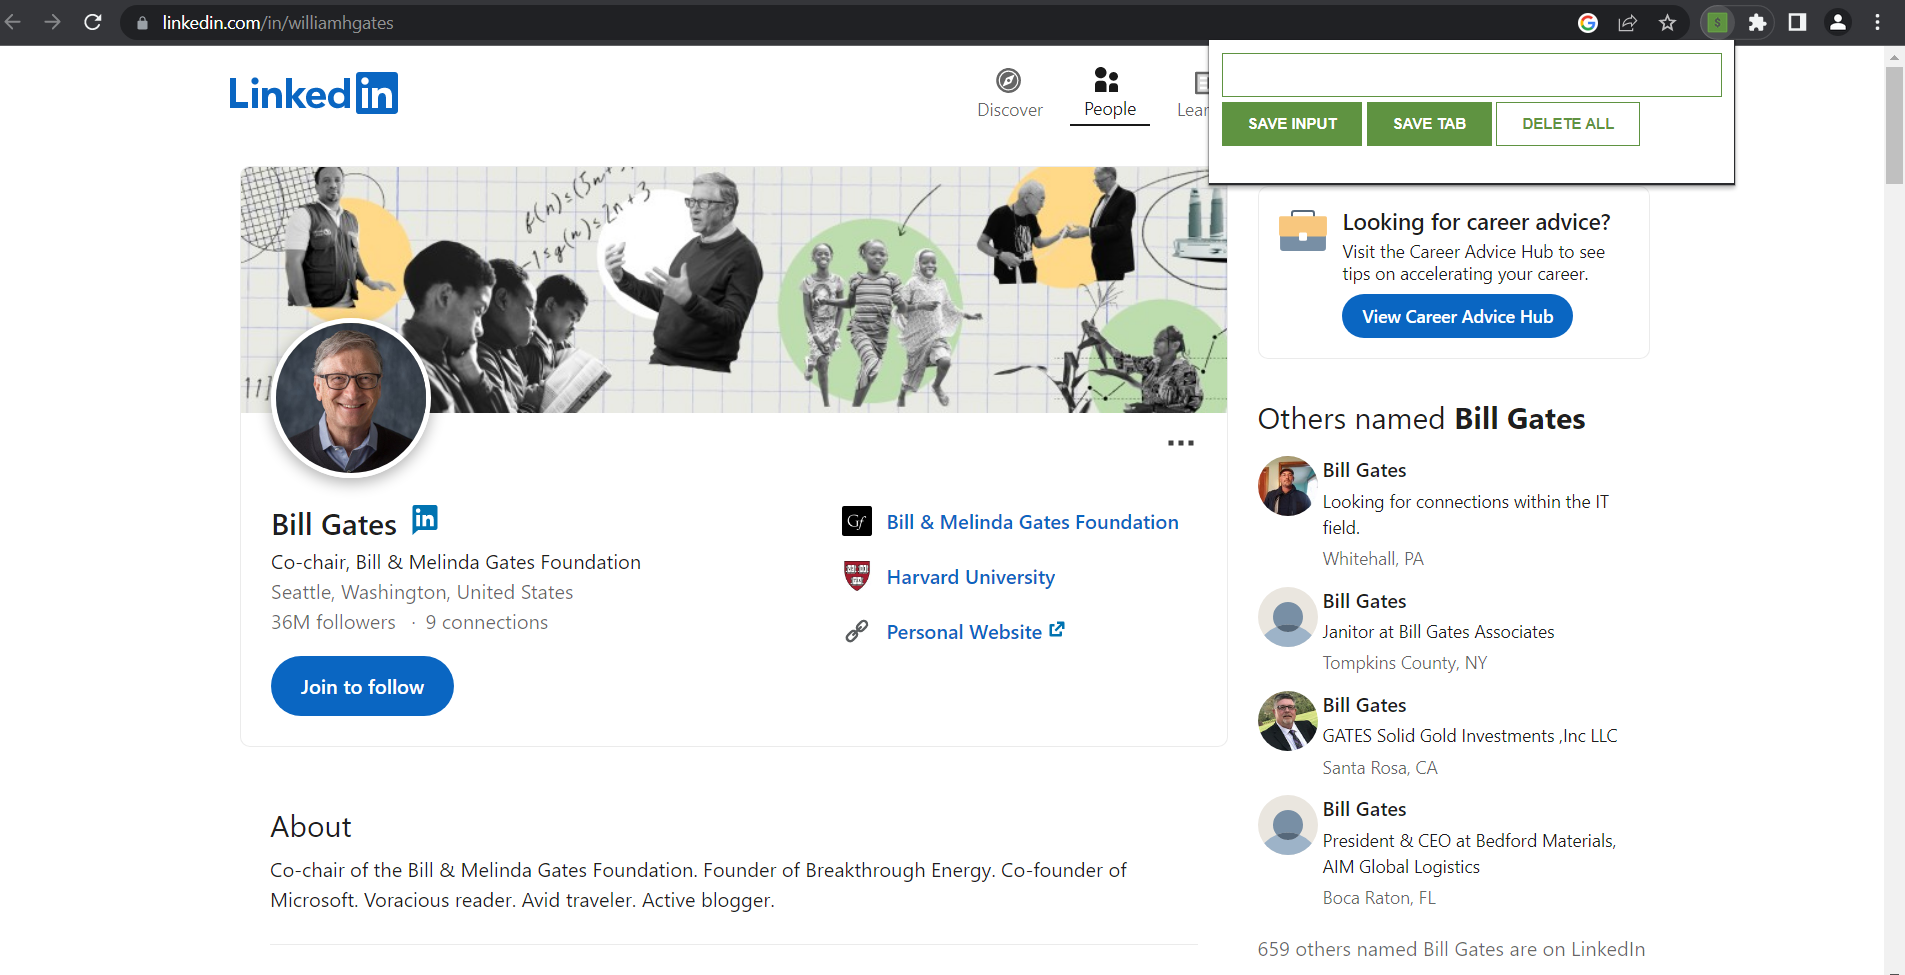 linkedin.com/in/williamhgates
LinkedIn
Discover
People
Lear
SAVE INPUT
SAVE TAB
DELETE ALL
f(n)s(5n+
-1sg(n)s2n+3
Looking for career advice?
Visit the Career Advice Hub to see
tips on accelerating your career.
View Career Advice Hub
Bill Gates in
Co-chair, Bill & Melinda Gates Foundation
Seattle, Washington, United States
36M followers · 9 connections
Join to follow
Gf Bill & Melinda Gates Foundation
Harvard University
Personal Website
About
Co-chair of the Bill & Melinda Gates Foundation. Founder of Breakthrough Energy. Co-founder of
Microsoft. Voracious reader. Avid traveler. Active blogger.
Others named Bill Gates
Bill Gates
Looking for connections within the IT
field.
Whitehall, PA
Bill Gates
Janitor at Bill Gates Associates
Tompkins County, NY
Bill Gates
GATES Solid Gold Investments ,Inc LLC
Santa Rosa, CA
Bill Gates
President & CEO at Bedford Materials,
AIM Global Logistics
Boca Raton, FL
659 others named Bill Gates are on LinkedIn